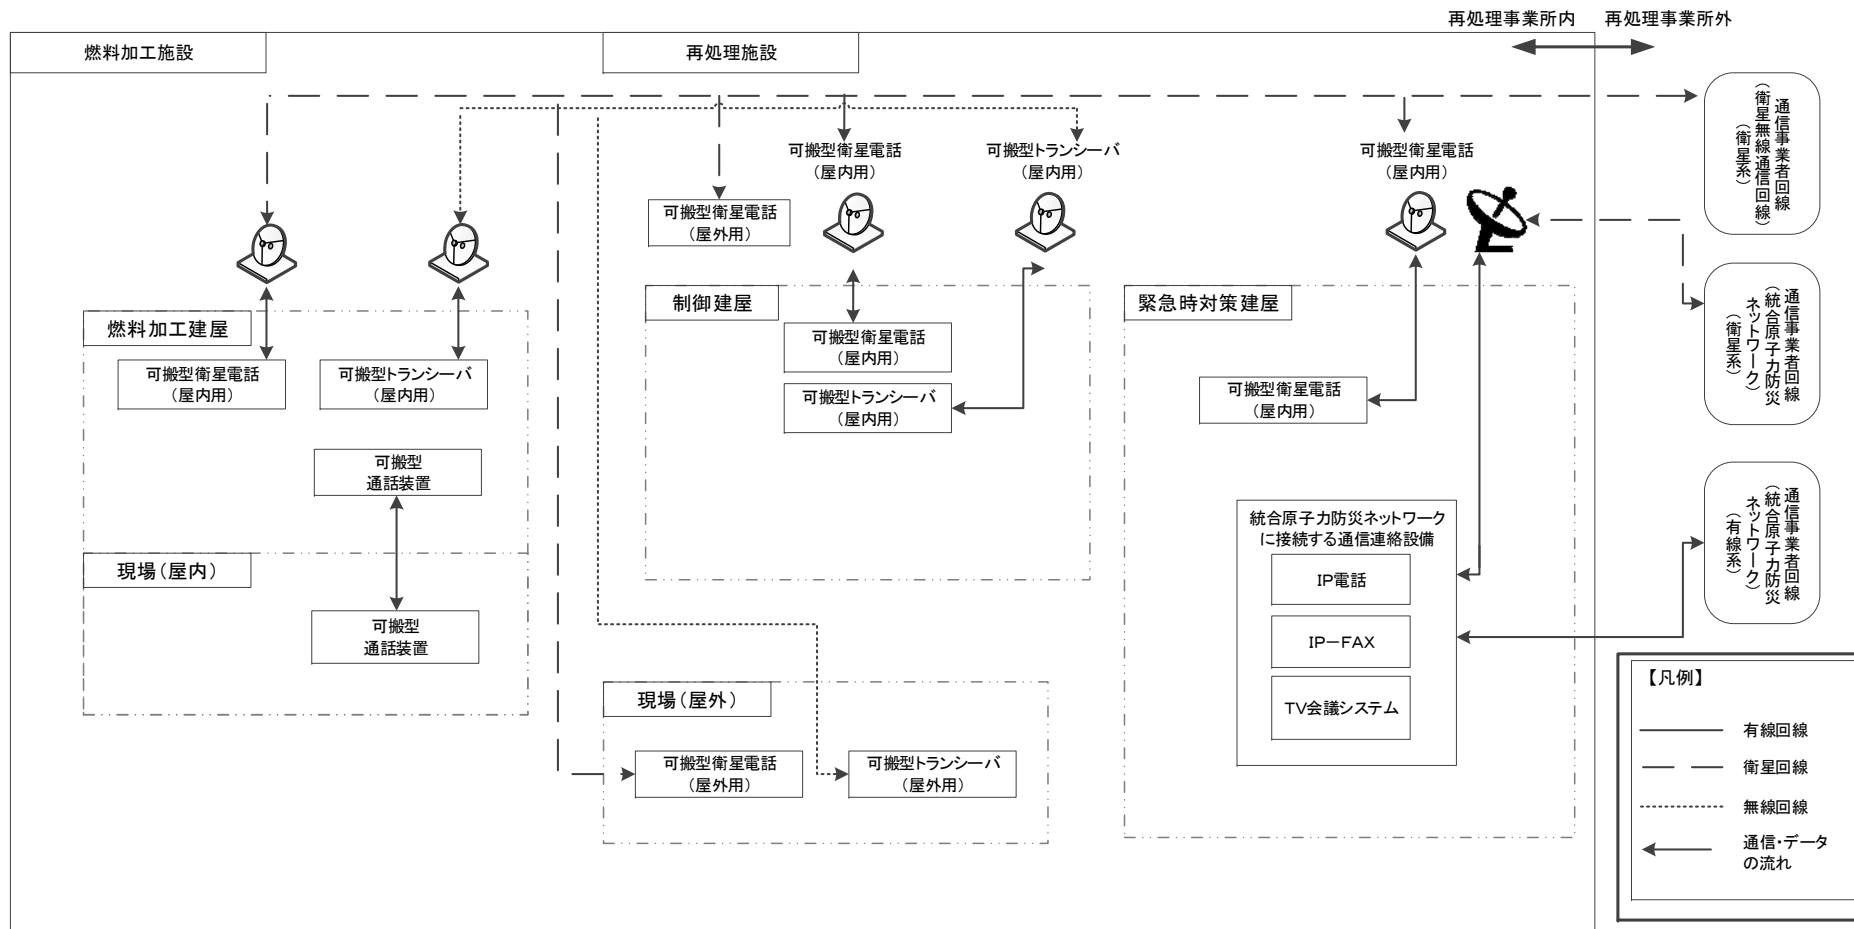 再処理事業所内
再処理事業所外
燃料加工施設
再処理施設
可搬型衛星電話
（屋内用）
可搬型トランシーバ
（屋内用）
可搬型衛星電話
（屋内用）
可搬型衛星電話
（屋外用）
燃料加工建屋
可搬型衛星電話
（屋内用）
可搬型トランシーバ
（屋内用）
可搬型
通話装置
現場（屋内）
可搬型
通話装置
制御建屋
可搬型衛星電話
（屋内用）
可搬型トランシーバ
（屋内用）
現場（屋外）
可搬型衛星電話
（屋外用）
可搬型トランシーバ
（屋外用）
緊急時対策建屋
可搬型衛星電話
（屋内用）
統合原子力防災ネットワーク
に接続する通信連絡設備
IP電話
IP－FAX
TV会議システム
通信事業者回線
（衛星無線通信回線）
（衛星系）
通信事業者回線
（統合原子力防災
ネットワーク）
（衛星系）
通信事業者回線
（統合原子力防災
ネットワーク）
（有線系）
【凡例】
有線回線
衛星回線
無線回線
通信・データ
の流れ